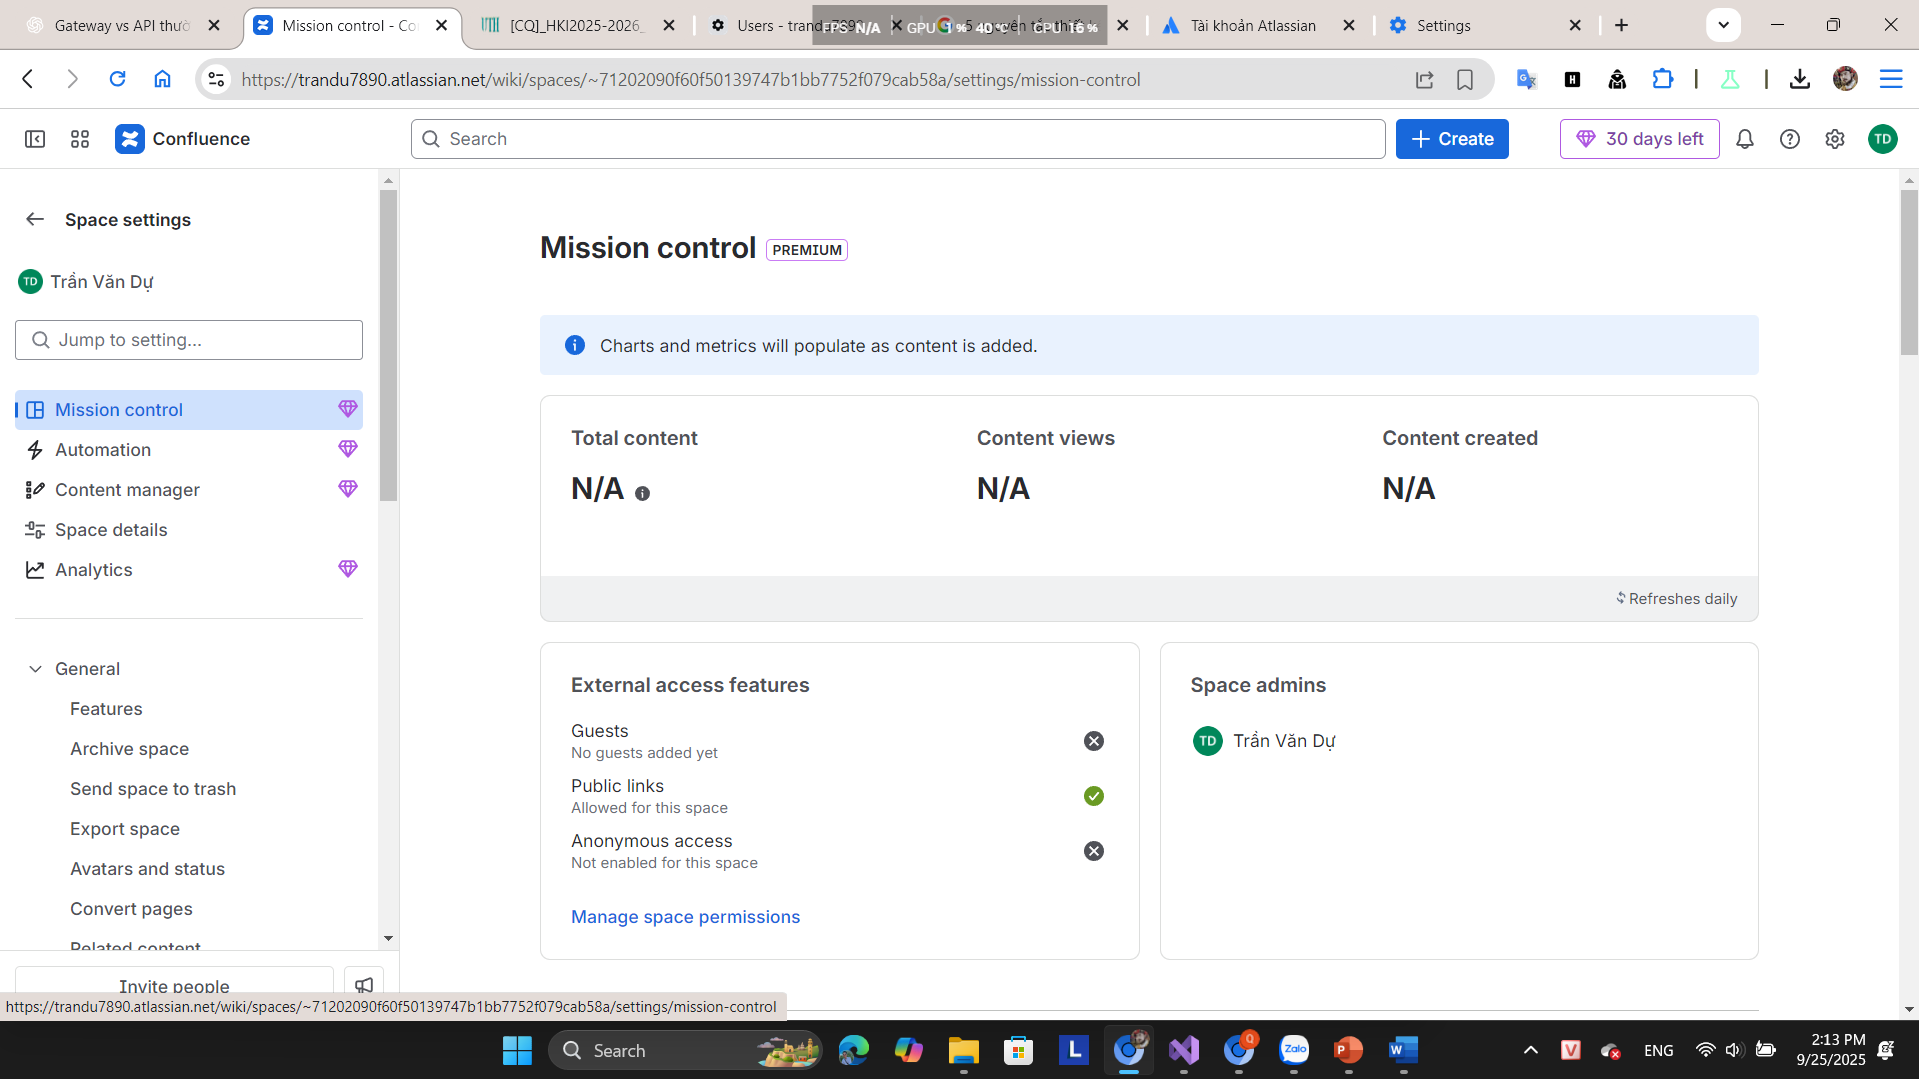 Gateway vs API thườ
Mission control - Co
[CQ]_HKI2025-2026_
Users - trandu7890
FPS N/A
GPU 1 % 40 °C
CPU 16 %
Tài khoản Atlassian
Settings
https://trandu7890.atlassian.net/wiki/spaces/~71202090f60f50139747b1bb7752f079cab58a/settings/mission-control
Confluence
Search
Create
30 days left
TD
Space settings
TD Trần Văn Dự
Jump to setting...
Mission control
Automation
Content manager
Space details
Analytics
General
Features
Archive space
Send space to trash
Export space
Avatars and status
Convert pages
Related content
Invite people
Mission control PREMIUM
Charts and metrics will populate as content is added.
Total content
N/A
Content views
N/A
Content created
N/A
Refreshes daily
External access features
Guests
No guests added yet
Public links
Allowed for this space
Anonymous access
Not enabled for this space
Manage space permissions
Space admins
TD Trần Văn Dự
https://trandu7890.atlassian.net/wiki/spaces/~71202090f60f50139747b1bb7752f079cab58a/settings/mission-control
Search
L
Q
Zalo
P
W
V
ENG
2:13 PM
9/25/2025